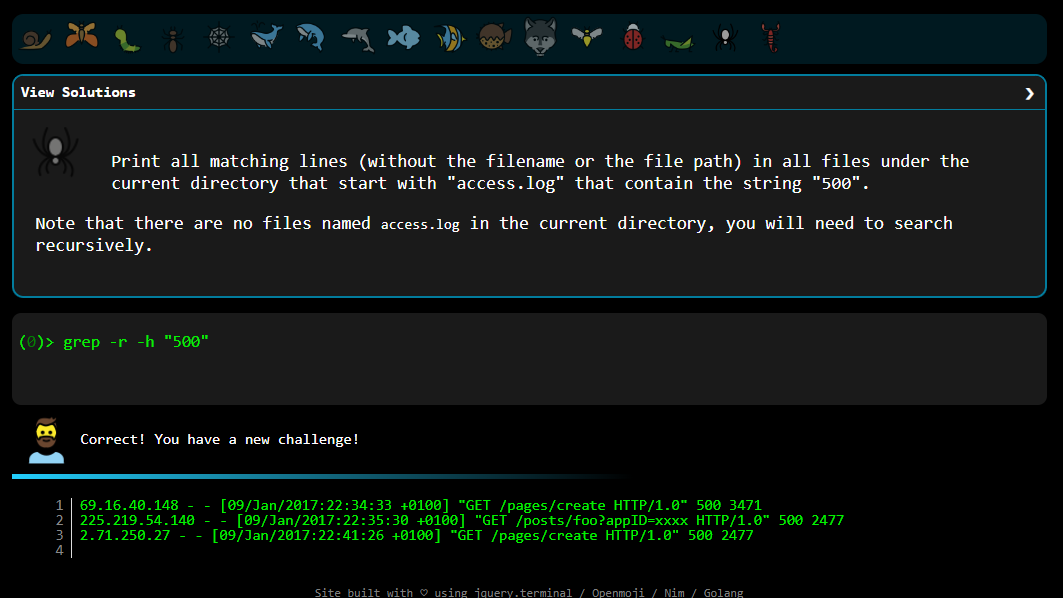 View Solutions ❯
Print all matching lines (without the filename or the file path) in all files under the
current directory that start with "access.log" that contain the string "500".
Note that there are no files named access.log in the current directory, you will need to search
recursively.
(0)> grep -r -h "500"
Correct! You have a new challenge!
1 69.16.40.148 - - [09/Jan/2017:22:34:33 +0100] "GET /pages/create HTTP/1.0" 500 3471
2 225.219.54.140 - - [09/Jan/2017:22:35:30 +0100] "GET /posts/foo?appID=xxxx HTTP/1.0" 500 2477
3 2.71.250.27 - - [09/Jan/2017:22:41:26 +0100] "GET /pages/create HTTP/1.0" 500 2477
4
Site built with ♡ using jquery.terminal / Openmoji / Nim / Golang